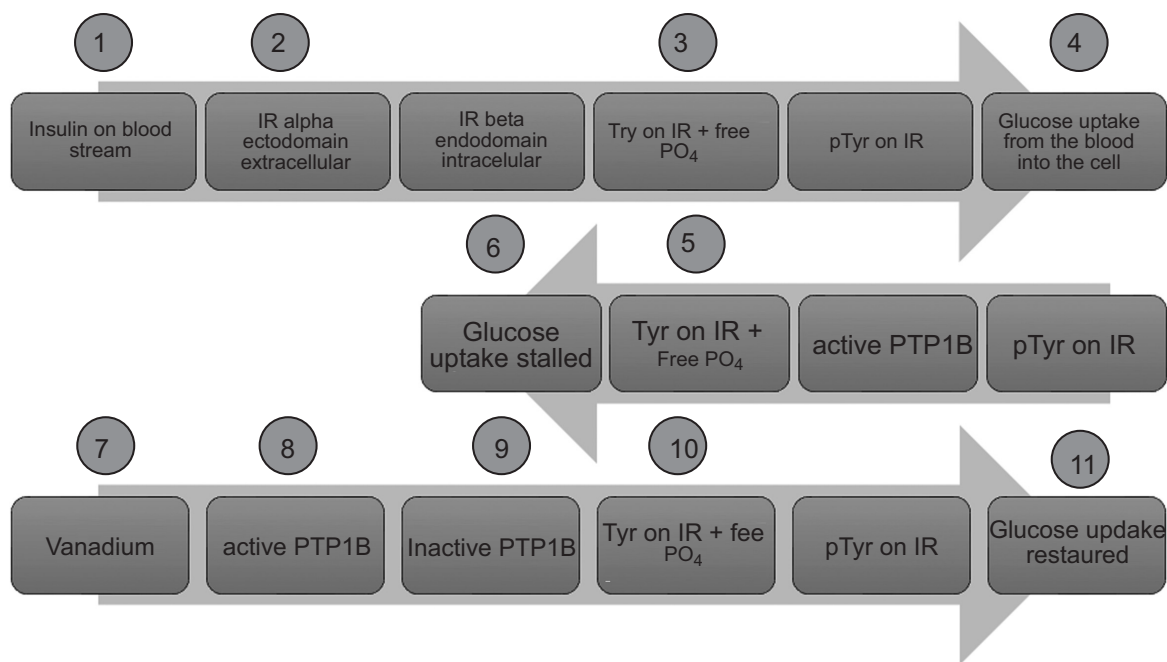 1
2
3
4
Insulin on blood
stream
IR alpha
ectodomain
extracellular
IR beta
endodomain
intracelular
Try on IR + free
PO4
pTyr on IR
Glucose uptake
from the blood
into the cell
6
5
Glucose
uptake stalled
Tyr on IR +
Free PO4
active PTP1B
pTyr on IR
7
8
9
10
11
Vanadium
active PTP1B
Inactive PTP1B
Tyr on IR + fee
PO4
pTyr on IR
Glucose updake
restaured